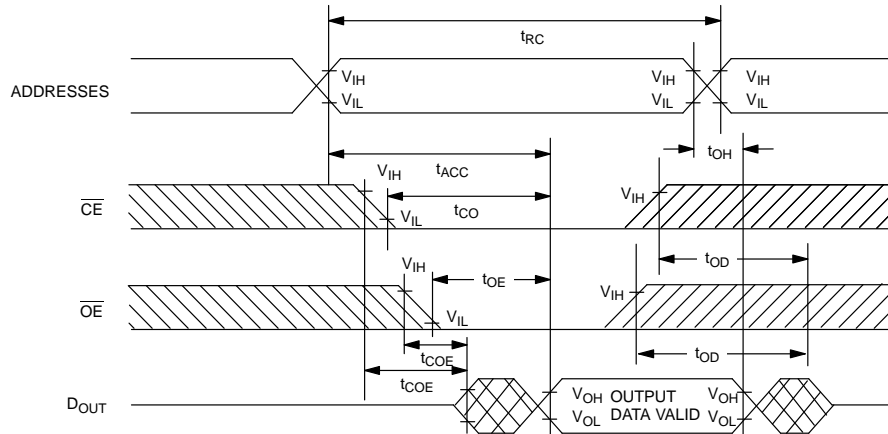 tRC
ADDRESSES
VIH
VIL
VIH
VIL
VIH
VIL
tOH
tACC
CE
VIH
VIL
tCO
VIH
tOD
OE
VIH
VIL
tOE
VIH
tOD
tCOE
tCOE
DOUT
VOH
VOL
OUTPUT
DATA VALID
VOH
VOL